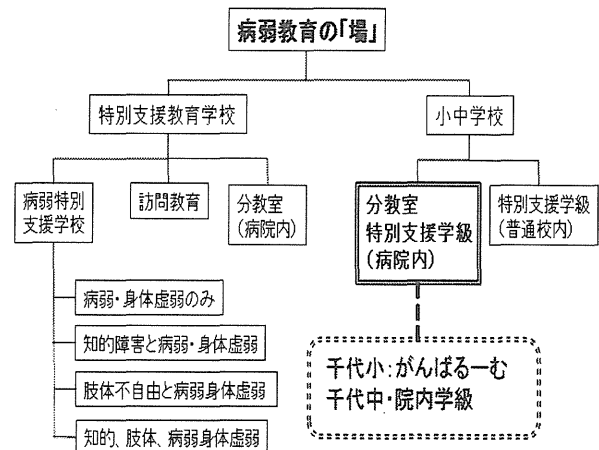 病弱教育の「場」
特別支援教育学校
小中学校
病弱特別
支援学校
訪問教育
分教室
(病院内)
分教室
特別支援学級
(病院内)
特別支援学級
(普通校内)
病弱・身体虚弱のみ
知的障害と病弱・身体虚弱
肢体不自由と病弱身体虚弱
知的、肢体、病弱身体虚弱
千代小:がんばるーむ
千代中・院内学級